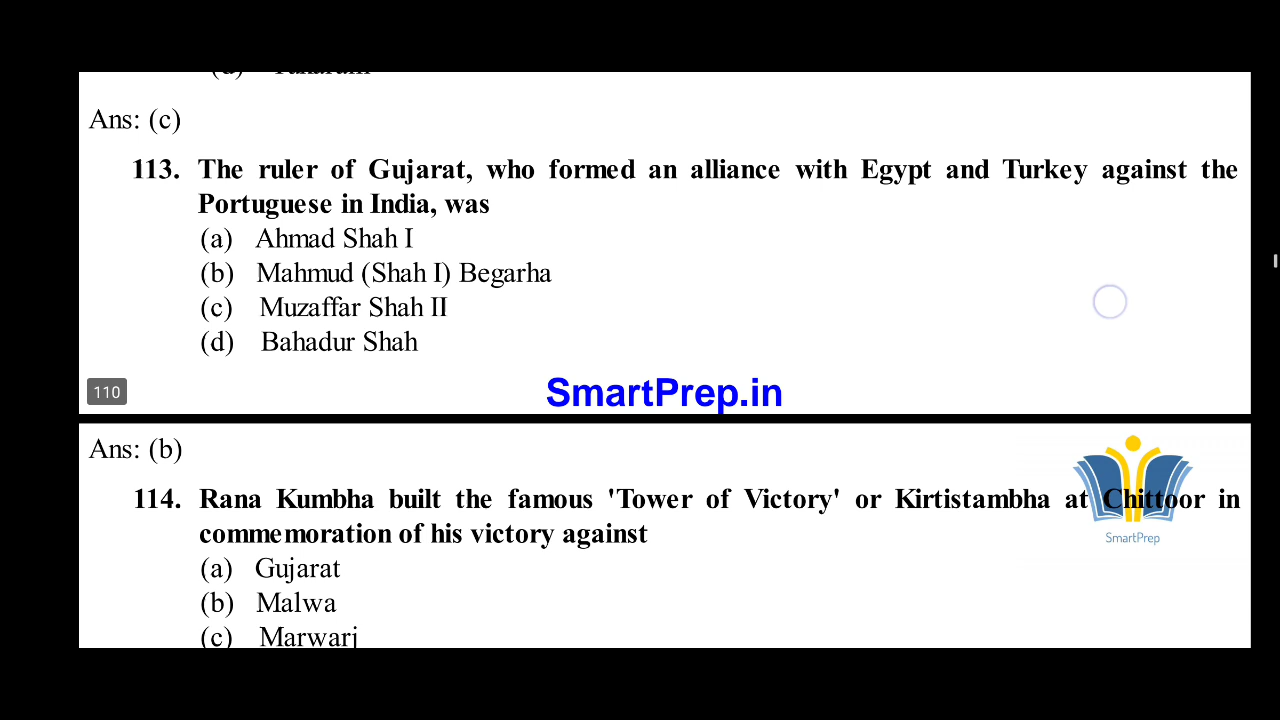 Ans: (c)
113. The ruler of Gujarat, who formed an alliance with Egypt and Turkey against the
Portuguese in India, was
(a) Ahmad Shah I
(b) Mahmud (Shah I) Begarha
(c) Muzaffar Shah II
(d) Bahadur Shah
110
SmartPrep.in
Ans: (b)
114. Rana Kumbha built the famous 'Tower of Victory' or Kirtistambha at Chittoor in
commemoration of his victory against
SmartPrep
(a) Gujarat
(b) Malwa
(c) Marwarj